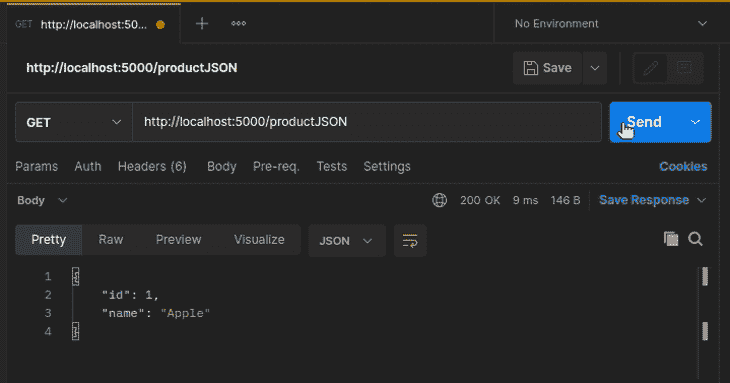 GET http://localhost:50...
No Environment
http://localhost:5000/productJSON
Save
GET
http://localhost:5000/productJSON
Send
Params Auth Headers (6) Body Pre-req. Tests Settings Cookies
Body 200 OK 9 ms 146 B Save Response
Pretty Raw Preview Visualize JSON
1 {
2 "id": 1,
3 "name": "Apple"
4 }